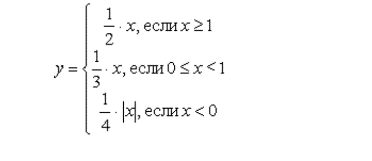 1/2 · x, если x ≥ 1
y = { 1/3 · x, если 0 ≤ x < 1
1/4 · |x|, если x < 0